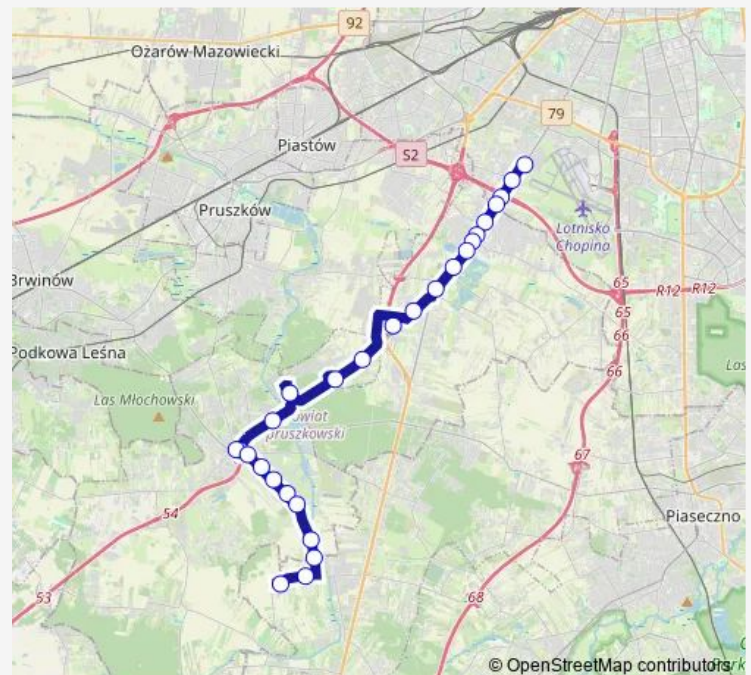 92
Ożarów Mazowiecki
79
Piastów
S2
Pruszków
Lotnisko
Chopina
Brwinów
65
R12
R12
65
66
Podkowa Leśna
66
Las
Las Młochowski
pruszkowski
67
54
Piaseczno
53
68
© OpenStreetMap contributors